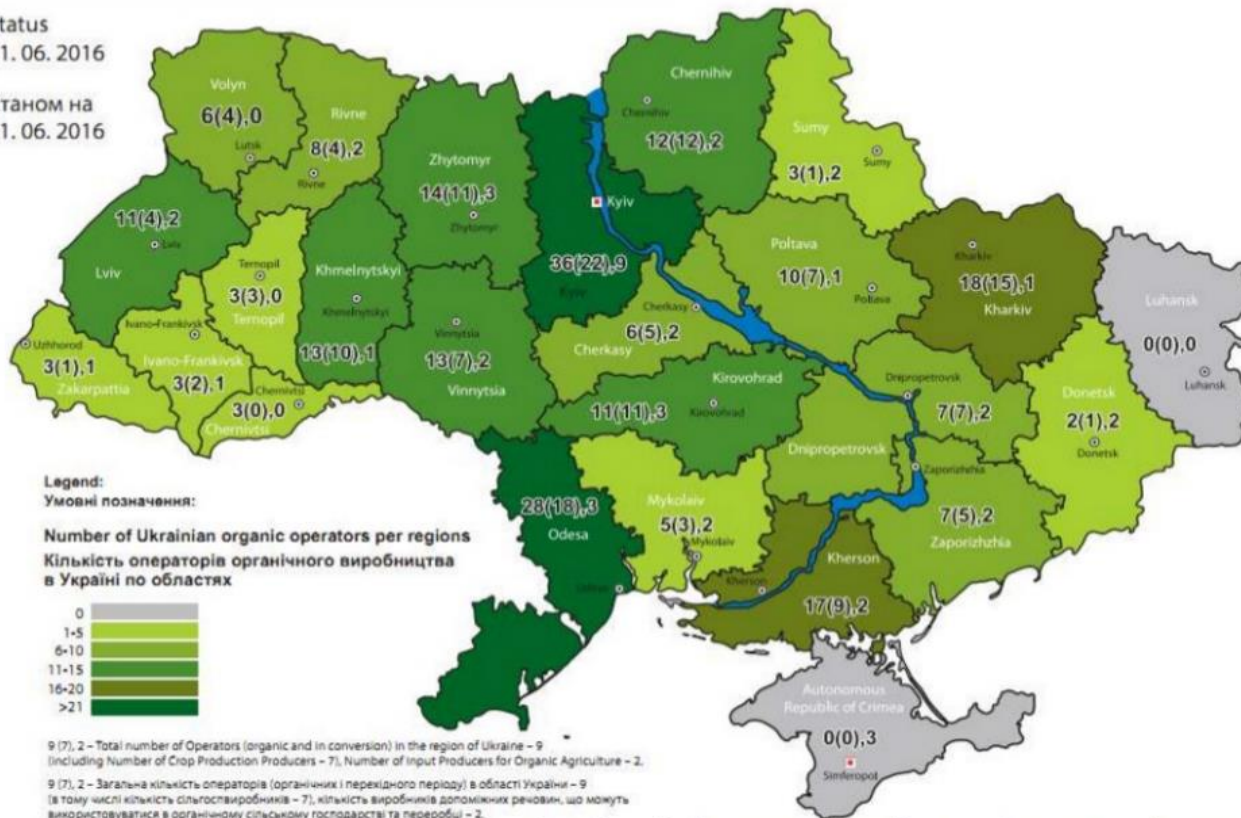 tatus
1. 06. 2016
таном на
1. 06. 2016
Volyn
6(4),0
Lutsk
Rivne
8(4),2
Rivne
Zhytomyr
14(11),3
Zhytomyr
Kyiv
36(22),9
Kyiv
Chernihiv
Chernihiv
12(12),2
Sumy
3(1),2
Sumy
11(4),2
Lviv
Lviv
Ternopil
3(3),0
Ternopil
Khmelnytskyi
Khmelnytskyi
13(10),1
Vinnytsia
13(7),2
Vinnytsia
Cherkasy
6(5),2
Cherkasy
Poltava
10(7),1
Poltava
Kharkiv
18(15),1
Kharkiv
Luhansk
0(0),0
Luhansk
Uzhhorod
3(1),1
Zakarpattia
Ivano-Frankivsk
Ivano-Frankivsk
3(2),1
Chernivtsi
3(0),0
Chernivtsi
Kirovohrad
11(11),3
Kirovohrad
Dnipropetrovsk
7(7),2
Dnipropetrovsk
Donetsk
2(1),2
Donetsk
Zaporizhzhia
7(5),2
Zaporizhzhia
28(18),3
Odesa
Odesa
Mykolaiv
5(3),2
Mykolaiv
Kherson
Kherson
17(9),2
Autonomous
Republic of Crimea
0(0),3
Simferopol
Legend:
Умовні позначення:
Number of Ukrainian organic operators per regions
Кількість операторів органічного виробництва
в Україні по областях
0
1-5
6-10
11-15
16-20
>21
9 (7), 2 – Total number of Operators (organic and in conversion) in the region of Ukraine – 9
(including Number of Crop Production Producers – 7), Number of Input Producers for Organic Agriculture – 2.
9 (7), 2 – Загальна кількість операторів (органічних і перехідного періоду) в області України – 9
(в тому числі кількість сільгоспвиробників – 7), кількість виробників допоміжних речовин, що можуть
використовуватися в органічному сільському господарстві та переробці – 2.